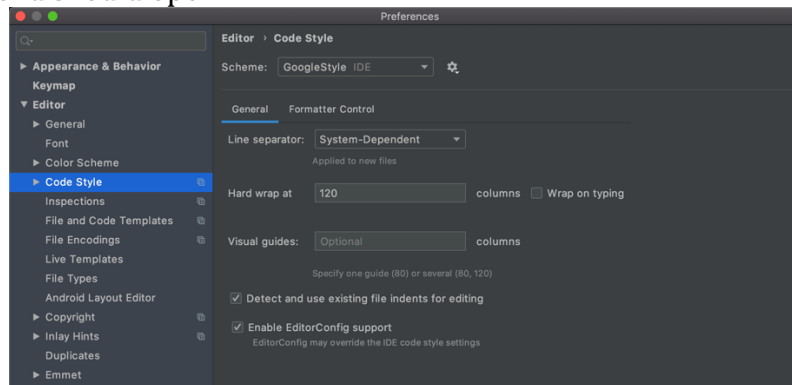 Preferences
Appearance & Behavior
Keymap
Editor
General
Font
Color Scheme
Code Style
Inspections
File and Code Templates
File Encodings
Live Templates
File Types
Android Layout Editor
Copyright
Inlay Hints
Duplicates
Emmet
Editor › Code Style
Scheme: GoogleStyle IDE
General Formatter Control
Line separator: System-Dependent
Applied to new files
Hard wrap at 120 columns Wrap on typing
Visual guides: Optional columns
Specify one guide (80) or several (80, 120)
Detect and use existing file indents for editing
Enable EditorConfig support
EditorConfig may override the IDE code style settings